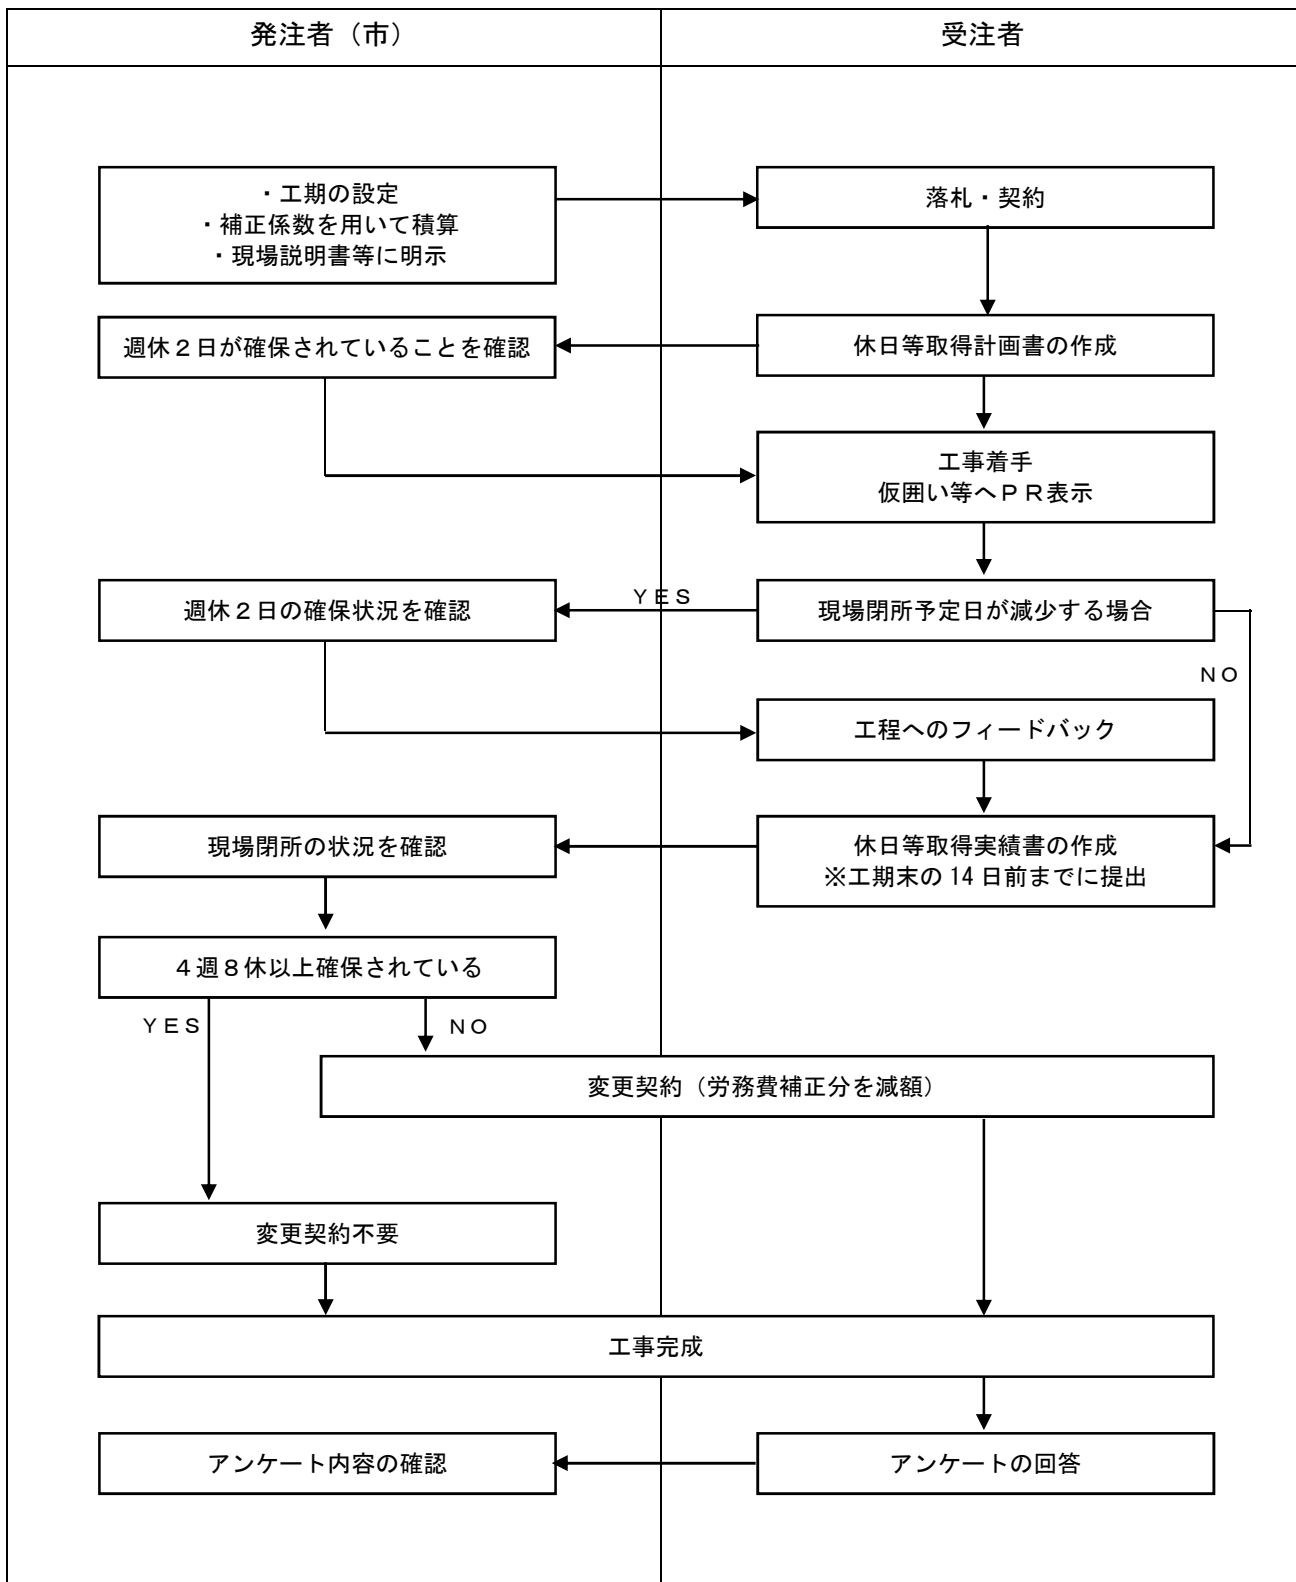 発注者（市）
受注者
・工期の設定
・補正係数を用いて積算
・現場説明書等に明示
落札・契約
週休２日が確保されていることを確認
休日等取得計画書の作成
工事着手
仮囲い等へＰＲ表示
週休２日の確保状況を確認
ＹＥＳ
現場閉所予定日が減少する場合
ＮＯ
工程へのフィードバック
現場閉所の状況を確認
休日等取得実績書の作成
※工期末の 14 日前までに提出
４週８休以上確保されている
ＹＥＳ
ＮＯ
変更契約（労務費補正分を減額）
変更契約不要
工事完成
アンケート内容の確認
アンケートの回答